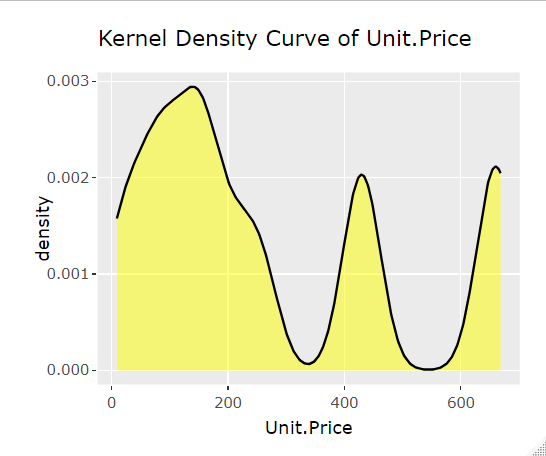 Kernel Density Curve of Unit.Price
0.003
0.002
0.001
0.000
density
0 200 400 600
Unit.Price